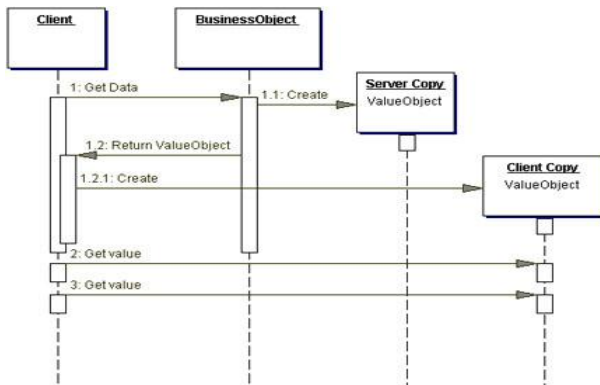 Client
BusinessObject
Server Copy
ValueObject
Client Copy
ValueObject
1: Get Data
1.1: Create
1.2: Return ValueObject
1.2.1: Create
2: Get value
3: Get value